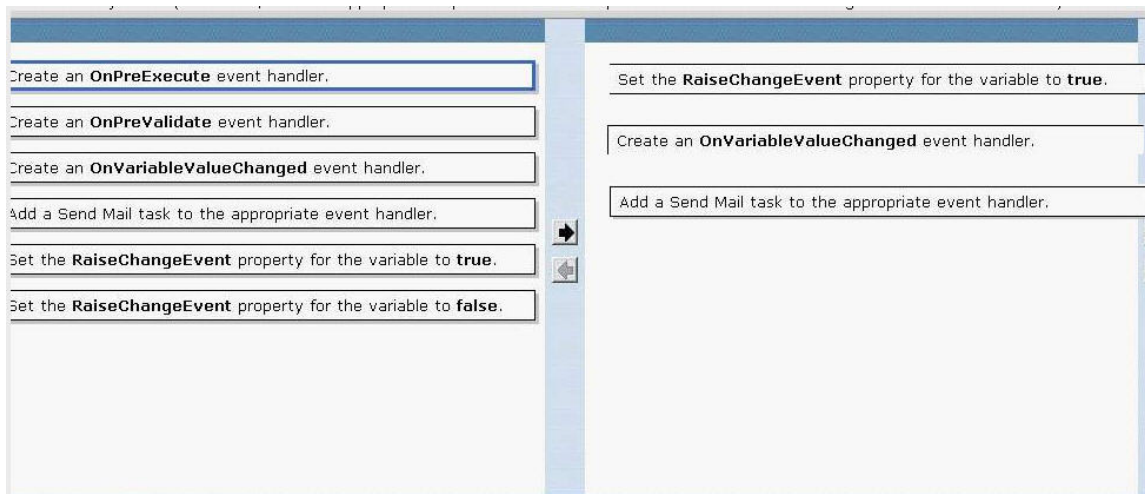 Create an OnPreExecute event handler.
Create an OnPreValidate event handler.
Create an OnVariableValueChanged event handler.
Add a Send Mail task to the appropriate event handler.
Set the RaiseChangeEvent property for the variable to true.
Set the RaiseChangeEvent property for the variable to false.
Set the RaiseChangeEvent property for the variable to true.
Create an OnVariableValueChanged event handler.
Add a Send Mail task to the appropriate event handler.